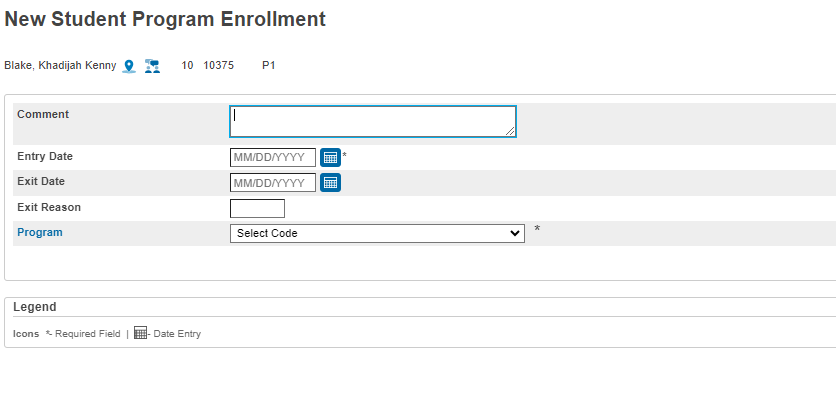 New Student Program Enrollment
Blake, Khadijah Kenny 10 10375 P1
Comment
Entry Date MM/DD/YYYY *
Exit Date MM/DD/YYYY
Exit Reason
Program Select Code *
Legend
Icons *- Required Field | - Date Entry